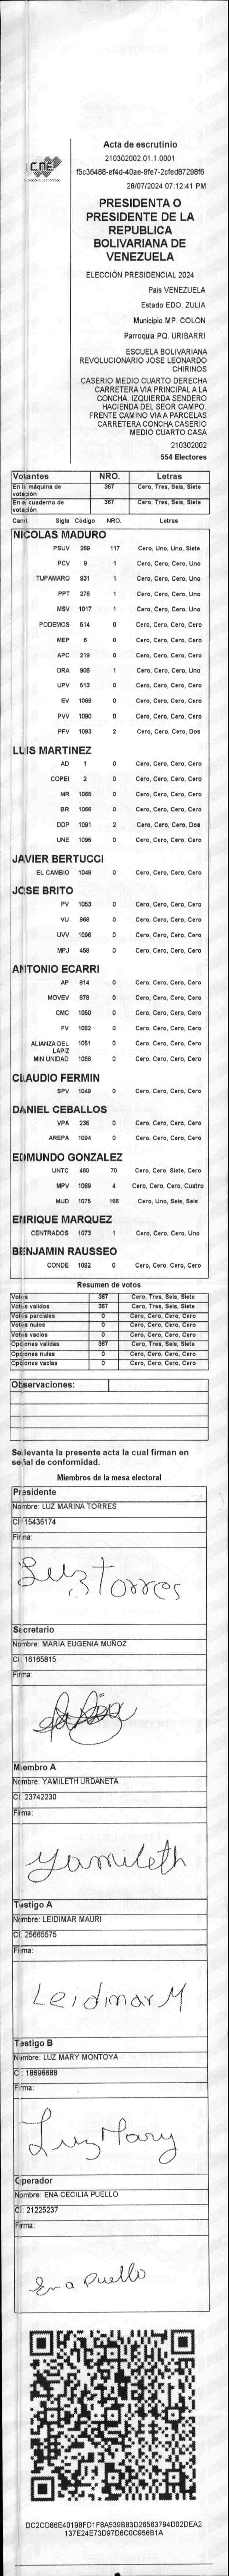 CNE
Acta de escrutinio
210302002.01.1.0001
f5c36488-ef4d-40ae-9fe7-2cfed87298f6
28/07/2024 07:12:41 PM
PRESIDENTA O
PRESIDENTE DE LA
REPUBLICA
BOLIVARIANA DE
VENEZUELA
ELECCIÓN PRESIDENCIAL 2024
Pais VENEZUELA
Estado EDO. ZULIA
Municipio MP. COLON
Parroquia PQ. URIBARRI
ESCUELA BOLIVARIANA
REVOLUCIONARIO JOSE LEONARDO
CHIRINOS
CASERIO MEDIO CUARTO DERECHA
CARRETERA VIA PRINCIPAL A LA
CONCHA. IZQUIERDA SENDERO
HACIENDA DEL SEOR CAMPO.
FRENTE CAMINO VIA A PARCELAS
CARRETERA CONCHA CASERIO
MEDIO CUARTO CASA
210302002
554 Electores
Votantes NRO. Letras
En la máquina de votación 367 Cero, Tres, Seis, Siete
En el cuaderno de votación 367 Cero, Tres, Seis, Siete
Cand. Sigla Código NRO. Letras
NICOLAS MADURO
PSUV 269 117 Cero, Uno, Uno, Siete
PCV 9 1 Cero, Cero, Cero, Uno
TUPAMARO 931 1 Cero, Cero, Cero, Uno
PPT 276 1 Cero, Cero, Cero, Uno
MSV 1017 1 Cero, Cero, Cero, Uno
PODEMOS 514 0 Cero, Cero, Cero, Cero
MEP 6 0 Cero, Cero, Cero, Cero
APC 219 0 Cero, Cero, Cero, Cero
ORA 906 1 Cero, Cero, Cero, Uno
UPV 613 0 Cero, Cero, Cero, Cero
EV 1089 0 Cero, Cero, Cero, Cero
PVV 1090 0 Cero, Cero, Cero, Cero
PFV 1093 2 Cero, Cero, Cero, Dos
LUIS MARTINEZ
AD 1 0 Cero, Cero, Cero, Cero
COPEI 2 0 Cero, Cero, Cero, Cero
MR 1065 0 Cero, Cero, Cero, Cero
BR 1066 0 Cero, Cero, Cero, Cero
DDP 1091 2 Cero, Cero, Cero, Dos
UNE 1095 0 Cero, Cero, Cero, Cero
JAVIER BERTUCCI
EL CAMBIO 1048 0 Cero, Cero, Cero, Cero
JOSE BRITO
PV 1053 0 Cero, Cero, Cero, Cero
VU 868 0 Cero, Cero, Cero, Cero
UVV 1096 0 Cero, Cero, Cero, Cero
MPJ 458 0 Cero, Cero, Cero, Cero
ANTONIO ECARRI
AP 814 0 Cero, Cero, Cero, Cero
MOVEV 878 0 Cero, Cero, Cero, Cero
CMC 1050 0 Cero, Cero, Cero, Cero
FV 1062 0 Cero, Cero, Cero, Cero
ALIANZA DEL LAPIZ 1051 0 Cero, Cero, Cero, Cero
MIN UNIDAD 1068 0 Cero, Cero, Cero, Cero
CLAUDIO FERMIN
SPV 1049 0 Cero, Cero, Cero, Cero
DANIEL CEBALLOS
VPA 236 0 Cero, Cero, Cero, Cero
AREPA 1094 0 Cero, Cero, Cero, Cero
EDMUNDO GONZALEZ
UNTC 460 70 Cero, Cero, Siete, Cero
MPV 1069 4 Cero, Cero, Cero, Cuatro
MUD 1075 166 Cero, Uno, Seis, Seis
ENRIQUE MARQUEZ
CENTRADOS 1073 1 Cero, Cero, Cero, Uno
BENJAMIN RAUSSEO
CONDE 1092 0 Cero, Cero, Cero, Cero
Resumen de votos
Votos 367 Cero, Tres, Seis, Siete
Votos validos 367 Cero, Tres, Seis, Siete
Votos parciales 0 Cero, Cero, Cero, Cero
Votos nulos 0 Cero, Cero, Cero, Cero
Votos vacios 0 Cero, Cero, Cero, Cero
Opciones validas 367 Cero, Tres, Seis, Siete
Opciones nulas 0 Cero, Cero, Cero, Cero
Opciones vacias 0 Cero, Cero, Cero, Cero
Observaciones:
Se levanta la presente acta la cual firman en
señal de conformidad.
Miembros de la mesa electoral
Presidente
Nombre: LUZ MARINA TORRES
CI: 15436174
Firma:
Luz Torres
Secretario
Nombre: MARIA EUGENIA MUÑOZ
CI: 16165815
Firma:
Miembro A
Nombre: YAMILETH URDANETA
CI: 23742230
Firma:
Yamileth
Testigo A
Nombre: LEIDIMAR MAURI
CI: 25665575
Firma:
Leidimar M
Testigo B
Nombre: LUZ MARY MONTOYA
CI: 18696688
Firma:
Luz Mary
Operador
Nombre: ENA CECILIA PUELLO
CI: 21225237
Firma:
Ena Puello
DC2CD86E40198FD1F8A539B83D26563794D02DEA2
137E24E73D97D6C0C956B1A